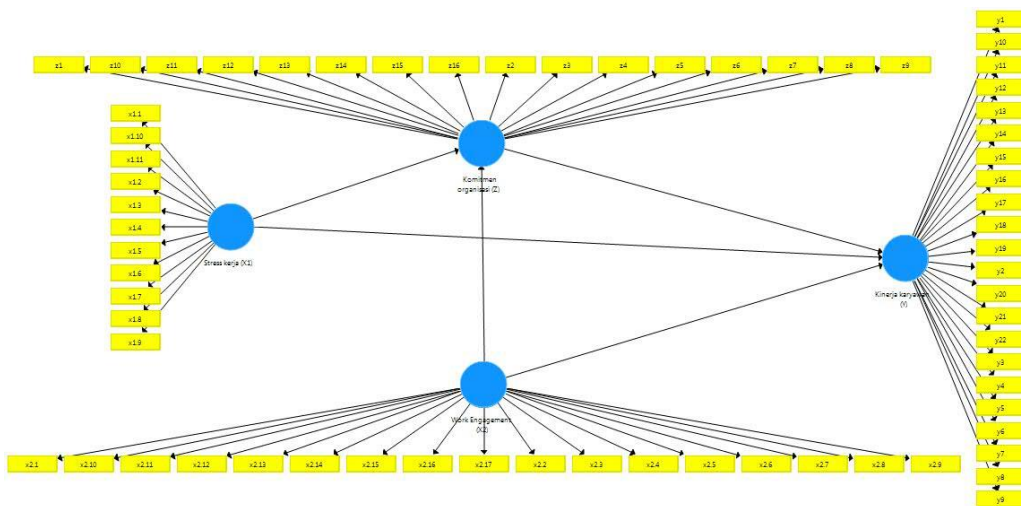 y1
y10
z1
z10
z11
z12
z13
z14
z15
z16
z2
z3
z4
z5
z6
z7
z8
z9
y11
y12
x1.1
y13
x1.10
y14
x1.11
y15
Komitmen
organisasi (Z)
y16
x1.2
x1.3
y17
x1.4
y18
x1.5
y19
Stress kerja (X1)
x1.6
y2
x1.7
Kinerja karyawan
(Y)
y20
x1.8
y21
x1.9
y22
y3
y4
y5
Work Engagement
(X2)
y6
y7
x2.1
x2.10
x2.11
x2.12
x2.13
x2.14
x2.15
x2.16
x2.17
x2.2
x2.3
x2.4
x2.5
x2.6
x2.7
x2.8
x2.9
y8
y9